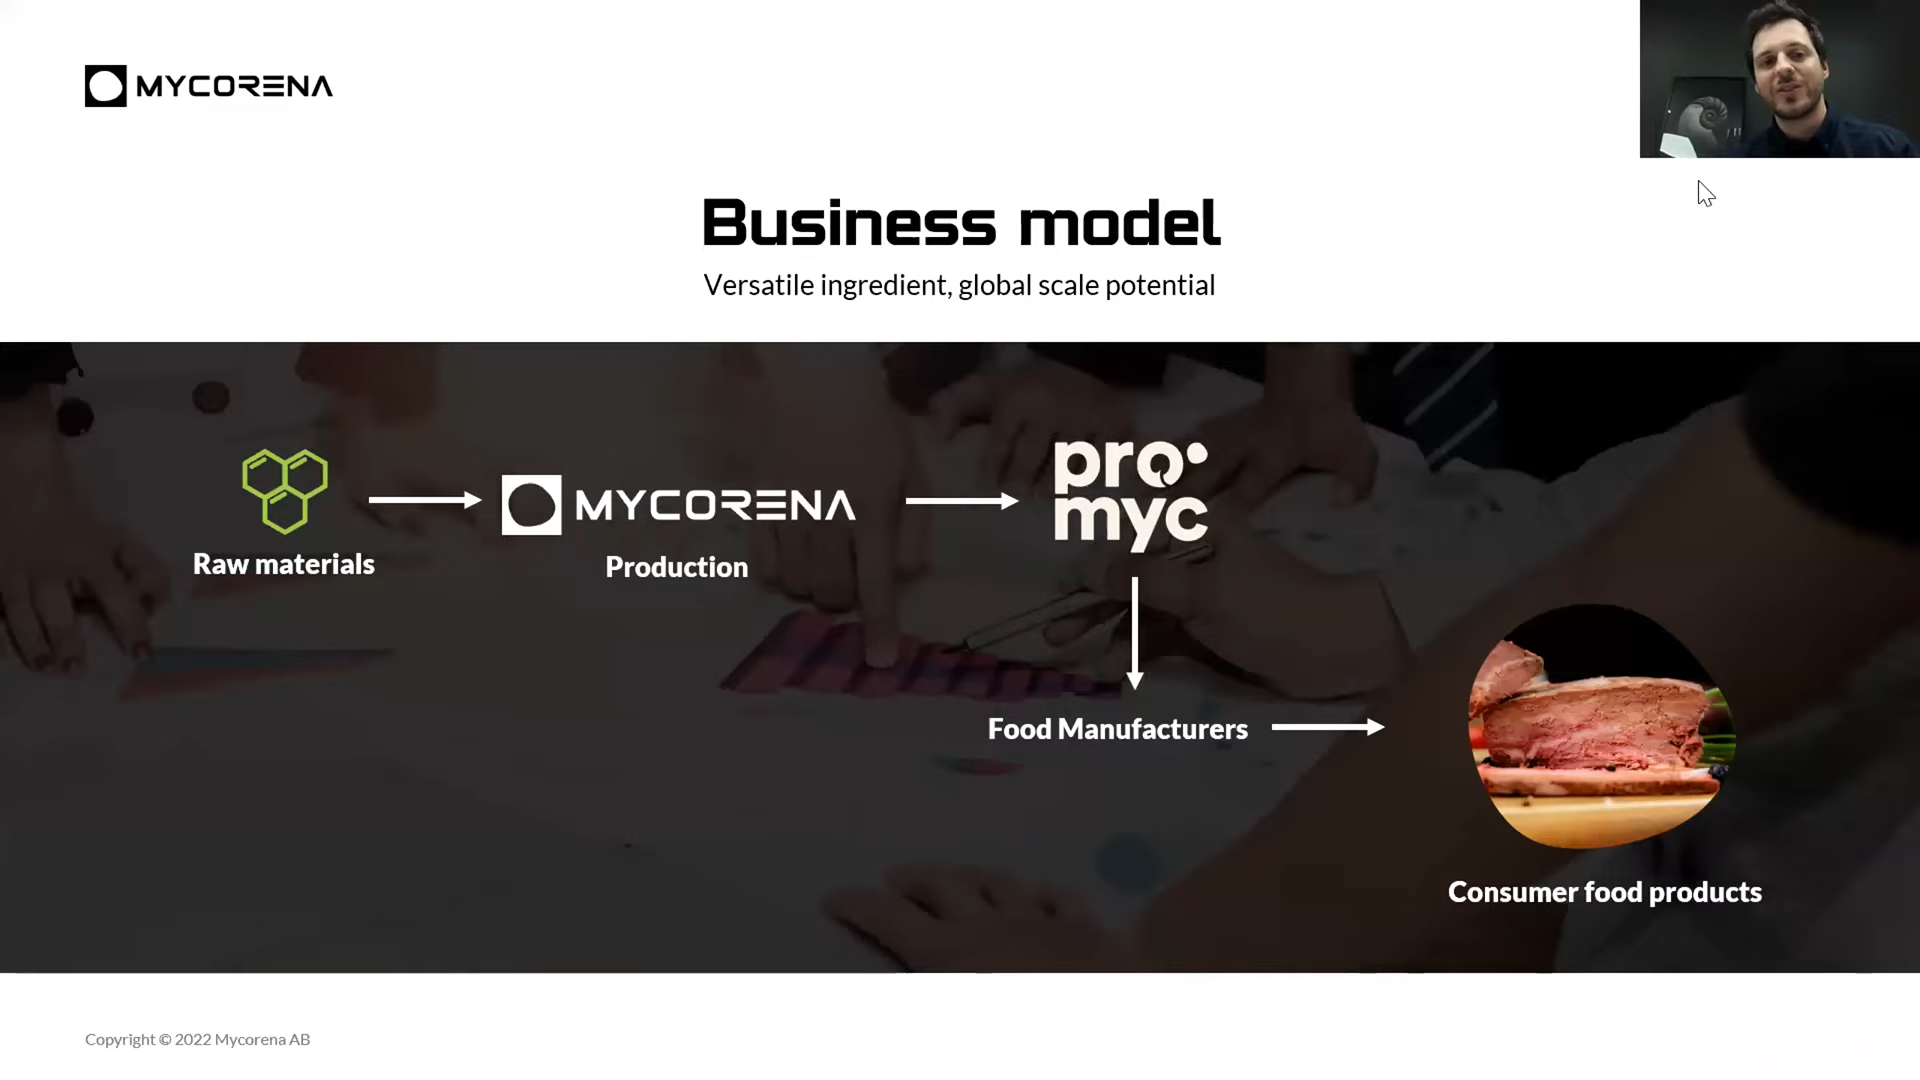 MYCORENA
Business model
Versatile ingredient, global scale potential
Raw materials
MYCORENA
Production
pro
myc
Food Manufacturers
Consumer food products
Copyright © 2022 Mycorena AB